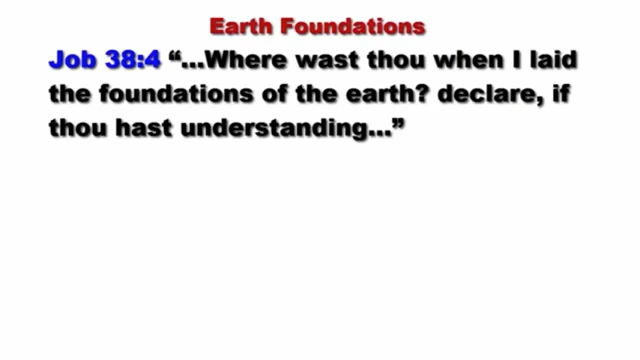 Earth Foundations
Job 38:4 “...Where wast thou when I laid
the foundations of the earth? declare, if
thou hast understanding...”